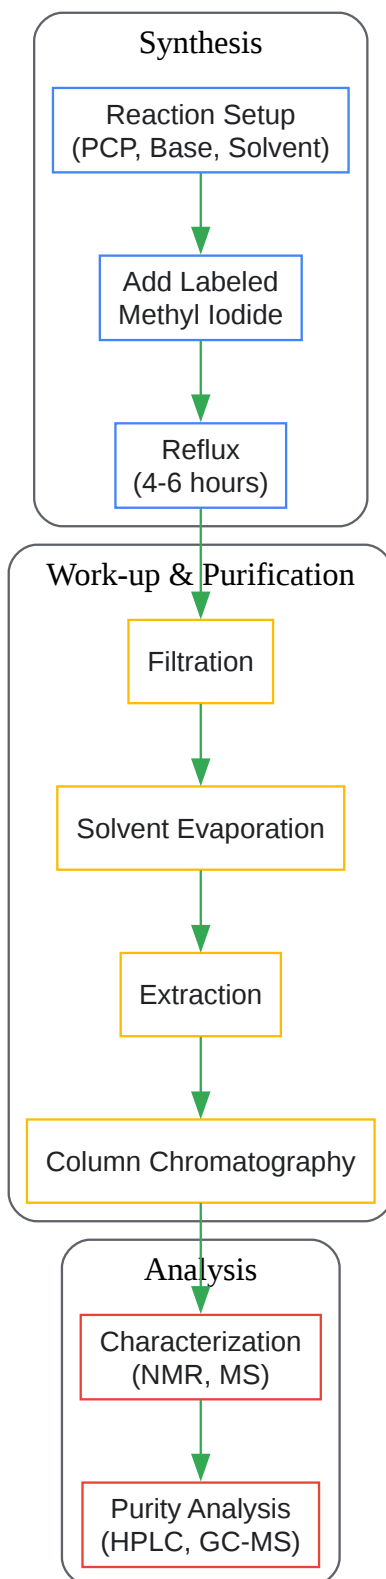 Synthesis
Reaction Setup
(PCP, Base, Solvent)
Add Labeled
Methyl Iodide
Reflux
(4-6 hours)
Work-up & Purification
Filtration
Solvent Evaporation
Extraction
Column Chromatography
Analysis
Characterization
(NMR, MS)
Purity Analysis
(HPLC, GC-MS)